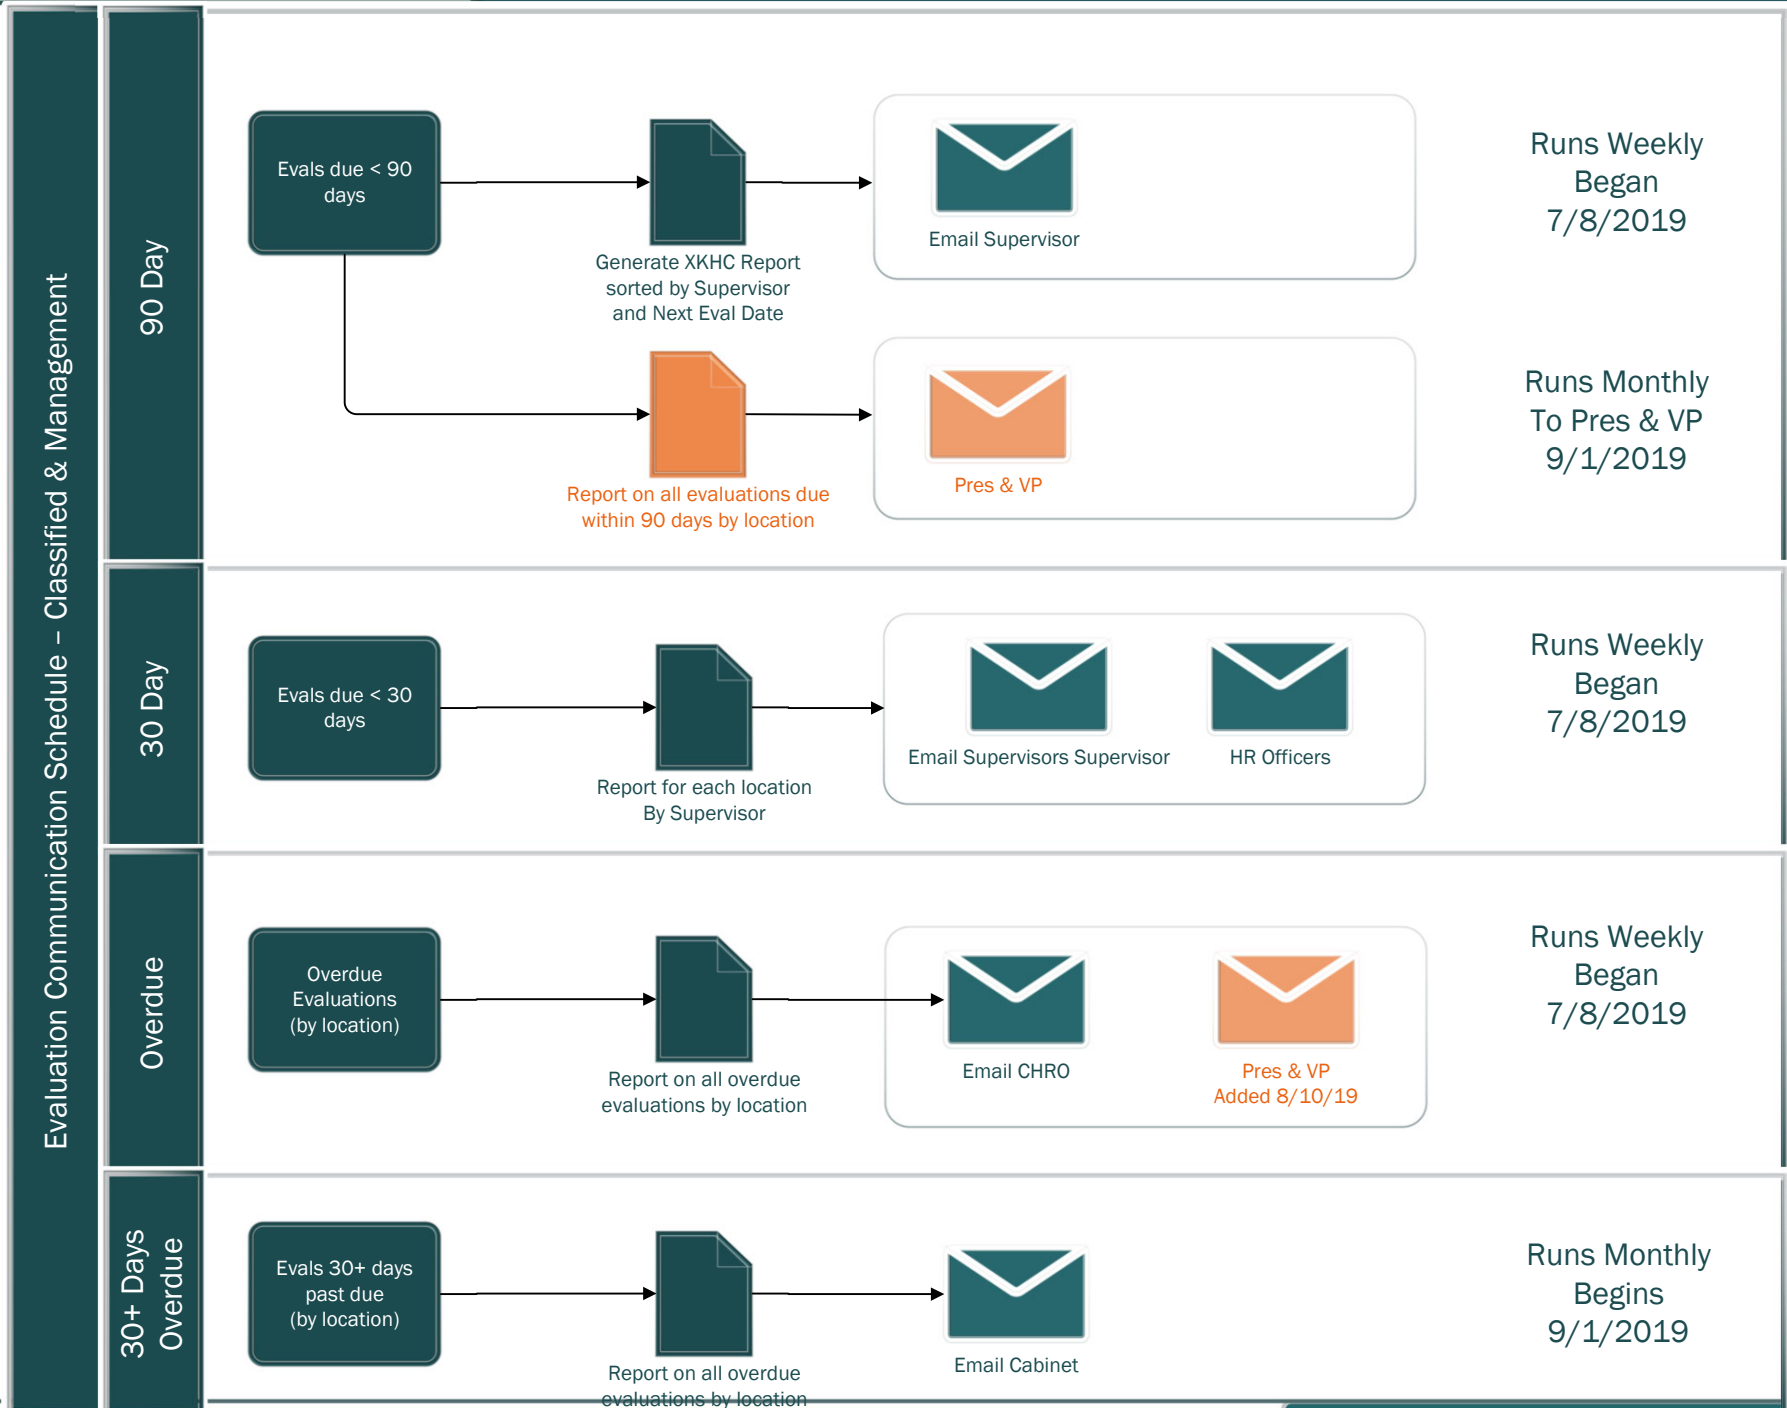 Evaluation Communication Schedule – Classified & Management
90 Day
Evals due < 90
days
Generate XKHC Report
sorted by Supervisor
and Next Eval Date
Email Supervisor
Runs Weekly
Began
7/8/2019
Report on all evaluations due
within 90 days by location
Pres & VP
Runs Monthly
To Pres & VP
9/1/2019
30 Day
Evals due < 30
days
Report for each location
By Supervisor
Email Supervisors Supervisor
HR Officers
Runs Weekly
Began
7/8/2019
Overdue
Overdue
Evaluations
(by location)
Report on all overdue
evaluations by location
Email CHRO
Pres & VP
Added 8/10/19
Runs Weekly
Began
7/8/2019
30+ Days
Overdue
Evals 30+ days
past due
(by location)
Report on all overdue
evaluations by location
Email Cabinet
Runs Monthly
Begins
9/1/2019